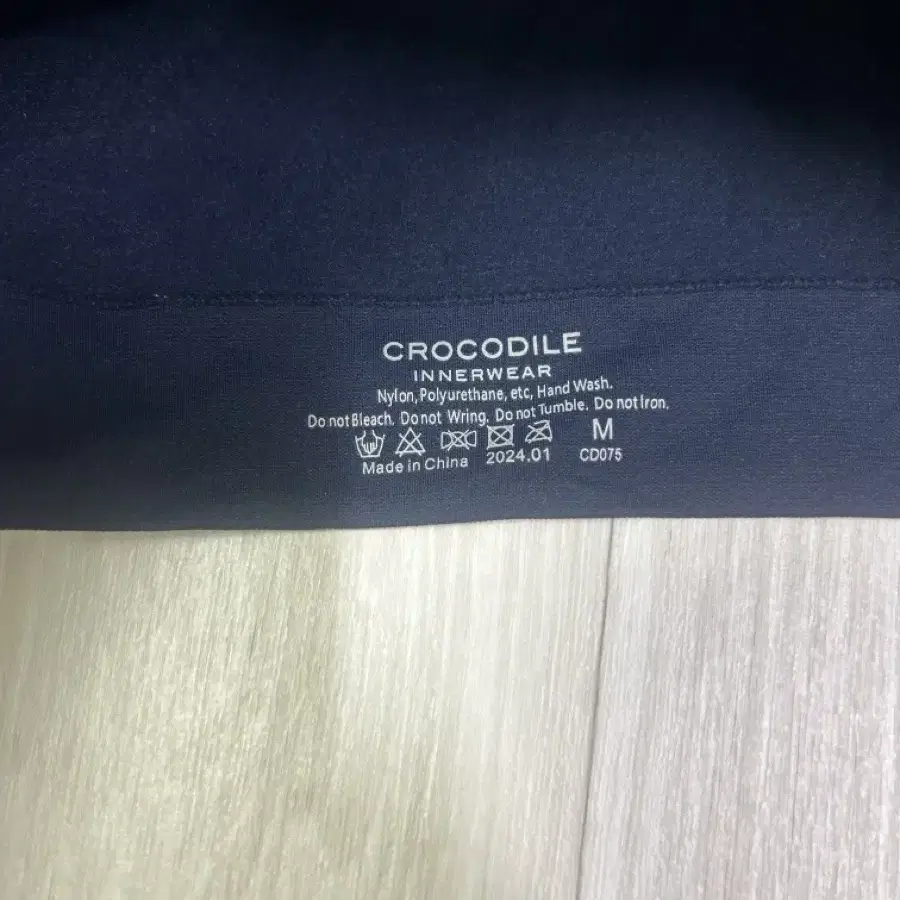 CROCODILE
INNERWEAR
Nylon,Polyurethane, etc, Hand Wash.
Do not Bleach. Do not Wring. Do not Tumble. Do not Iron.
M
Made in China 2024.01 CD075